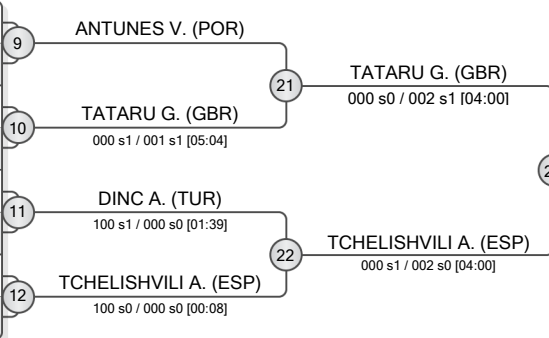 9
ANTUNES V. (POR)
21
TATARU G. (GBR)
000 s0 / 002 s1 [04:00]
10
TATARU G. (GBR)
000 s1 / 001 s1 [05:04]
11
DINC A. (TUR)
100 s1 / 000 s0 [01:39]
22
TCHELISHVILI A. (ESP)
000 s1 / 002 s0 [04:00]
12
TCHELISHVILI A. (ESP)
100 s0 / 000 s0 [00:08]